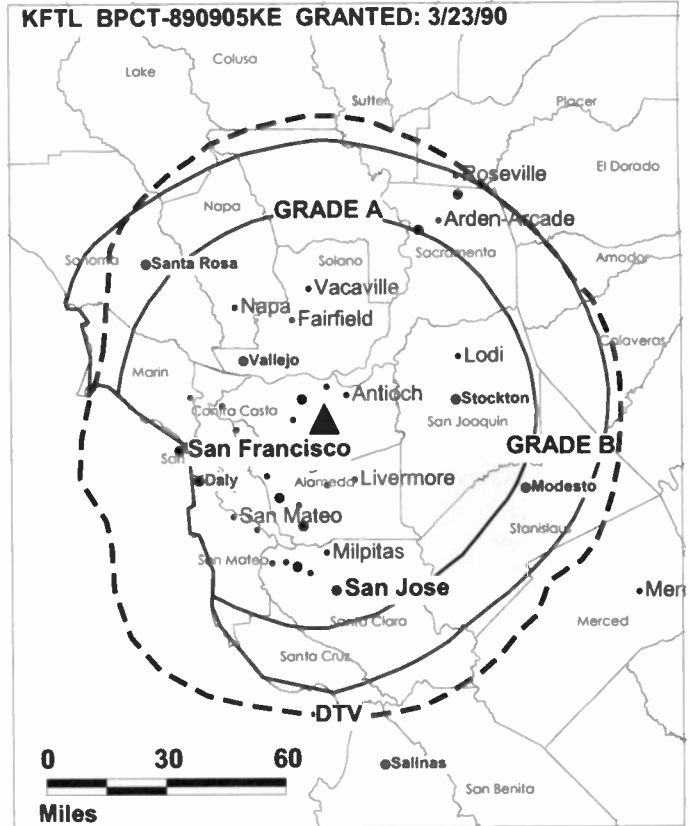 KFTL BPCT-890905KE GRANTED: 3/23/90
Colusa
Lake
Sutter
Placer
El Dorado
Roseville
Napa
GRADE A
Arden-Arcade
Sacramento
Sonoma
Santa Rosa
Solano
Amador
Vacaville
Napa
Fairfield
Calaveras
Vallejo
Lodi
Marin
Antioch
Stockton
Contra Costa
San Joaquin
San Francisco
GRADE B
San
Daly
Alameda
Livermore
Modesto
San Mateo
Stanislaus
Milpitas
San Mateo
San Jose
Mer
Santa Clara
Merced
Santa Cruz
DTV
0 30 60
Salinas
San Benita
Miles